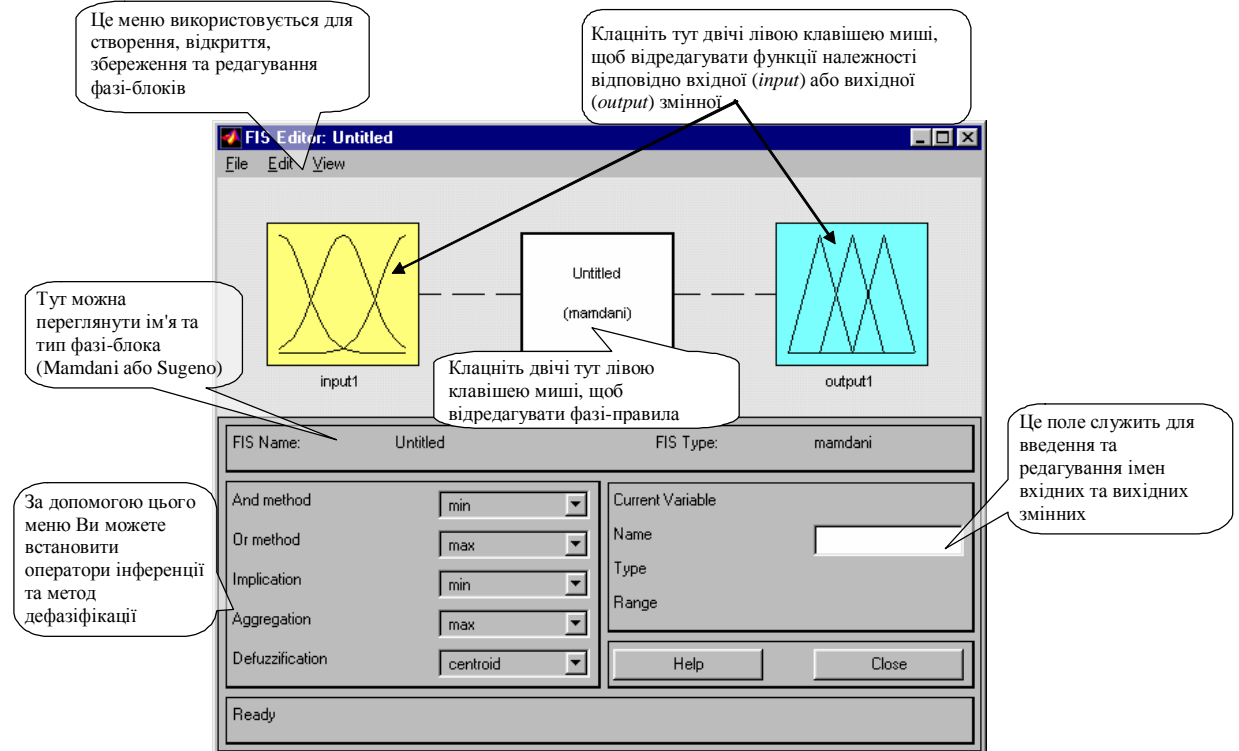 Це меню використовується для
створення, відкриття,
збереження та редагування
фазі-блоків
Клацніть тут двічі лівою клавішею миші,
щоб відредагувати функції належності
відповідно вхідної (input) або вихідної
(output) змінної
FIS Editor: Untitled
File Edit View
Untitled
(mamdani)
input1
output1
Тут можна
переглянути ім'я та
тип фазі-блока
(Mamdani або Sugeno)
Клацніть двічі тут лівою
клавішею миші, щоб
відредагувати фазі-правила
FIS Name: Untitled FIS Type: mamdani
Це поле служить для
введення та
редагування імен
вхідних та вихідних
змінних
За допомогою цього
меню Ви можете
встановити
оператори інференції
та метод
дефазіфікації
And method min
Or method max
Implication min
Aggregation max
Defuzzification centroid
Current Variable
Name
Type
Range
Help Close
Ready